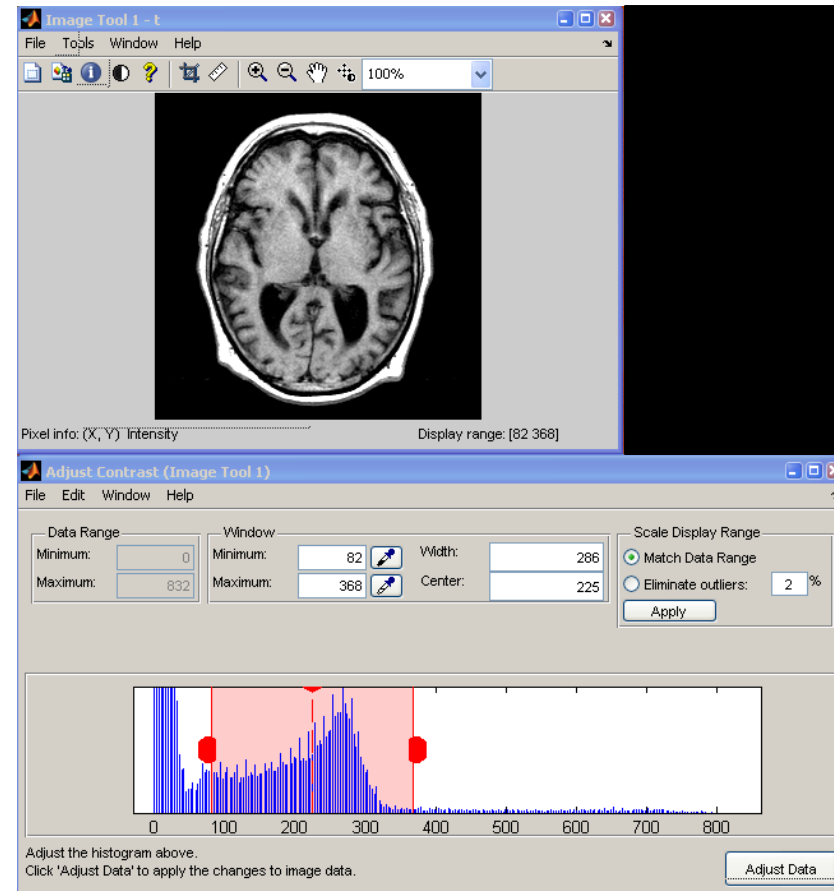 Image Tool 1 - t
File Tools Window Help
100%
Pixel info: (X, Y) Intensity Display range: [82 368]
Adjust Contrast (Image Tool 1)
File Edit Window Help
Data Range Window Scale Display Range
Minimum: 0 Minimum: 82 Width: 286 Match Data Range
Maximum: 832 Maximum: 368 Center: 225 Eliminate outliers: 2 %
Apply
0 100 200 300 400 500 600 700 800
Adjust the histogram above.
Click 'Adjust Data' to apply the changes to image data. Adjust Data